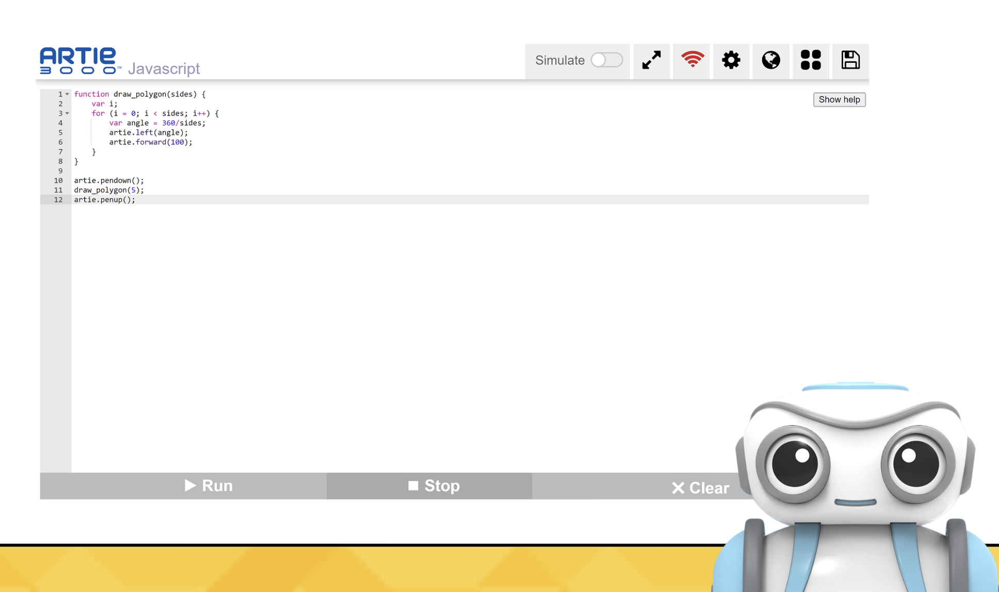 ARTIE
3000™ Javascript
Simulate
Show help
1 function draw_polygon(sides) {
2     var i;
3     for (i = 0; i < sides; i++) {
4         var angle = 360/sides;
5         artie.left(angle);
6         artie.forward(100);
7     }
8 }
9
10 artie.pendown();
11 draw_polygon(5);
12 artie.penup();
Run
Stop
Clear